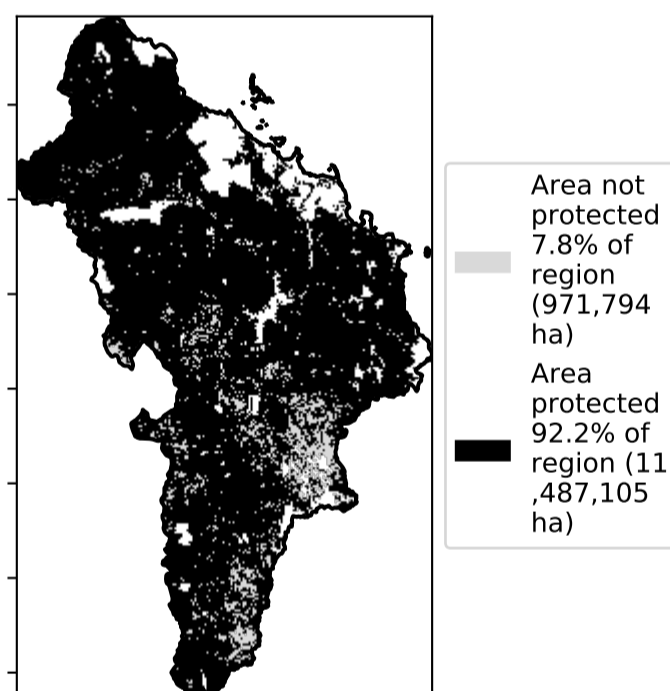 Area not
protected
7.8% of
region
(971,794
ha)
Area
protected
92.2% of
region (11
,487,105
ha)